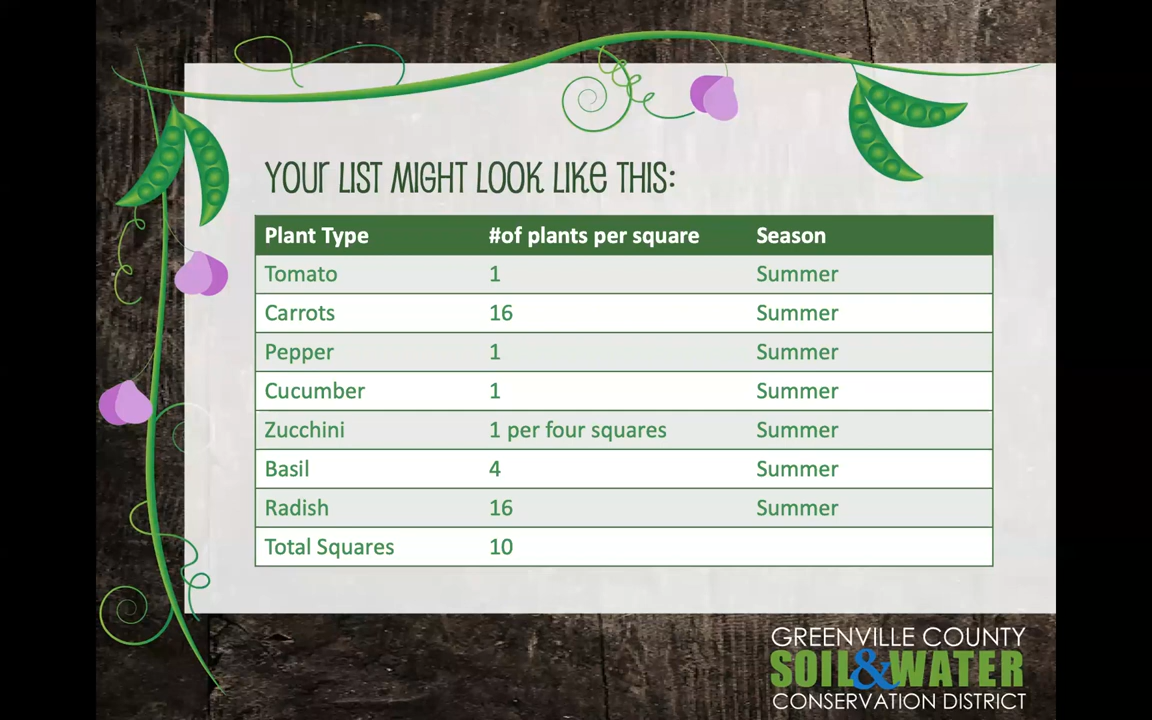 YOUR LIST MIGHT LOOK LIKE THIS:
Plant Type #of plants per square Season
Tomato 1 Summer
Carrots 16 Summer
Pepper 1 Summer
Cucumber 1 Summer
Zucchini 1 per four squares Summer
Basil 4 Summer
Radish 16 Summer
Total Squares 10
GREENVILLE COUNTY
SOIL&WATER
CONSERVATION DISTRICT